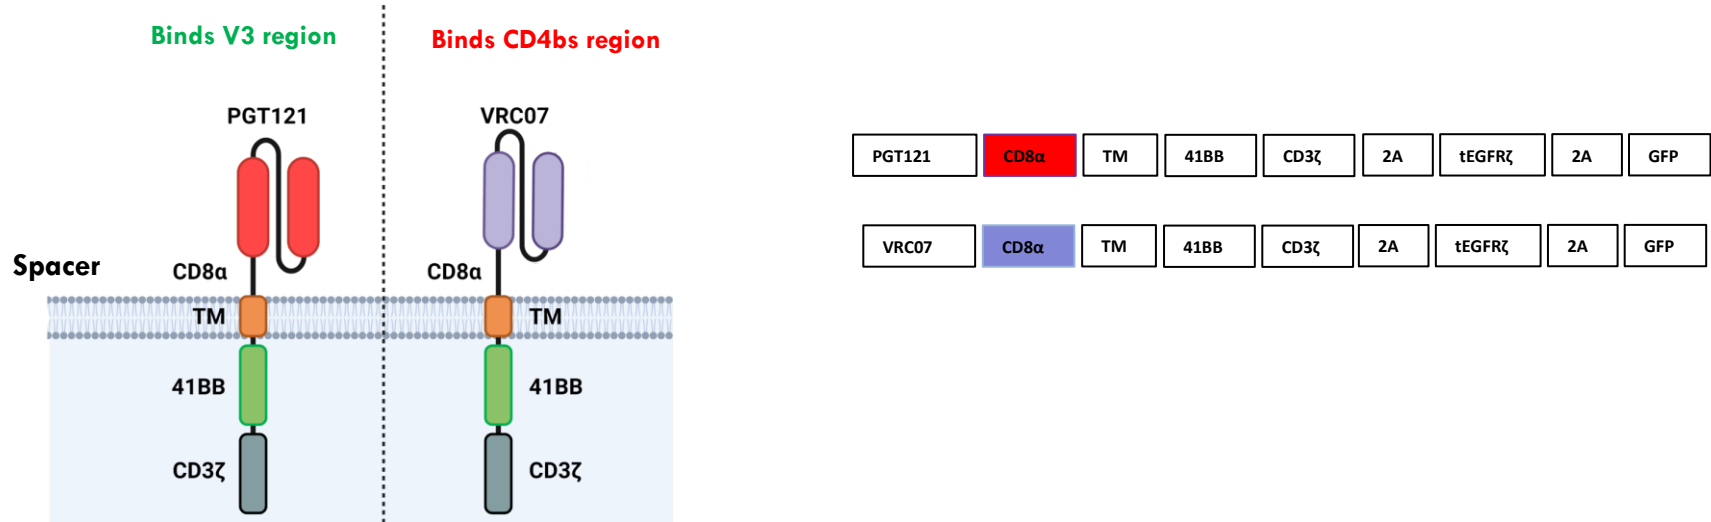 Binds V3 region
Binds CD4bs region
PGT121
VRC07
Spacer
CD8α
CD8α
TM
TM
41BB
41BB
CD3ζ
CD3ζ
PGT121 CD8α TM 41BB CD3ζ 2A tEGFRζ 2A GFP
VRC07 CD8α TM 41BB CD3ζ 2A tEGFRζ 2A GFP